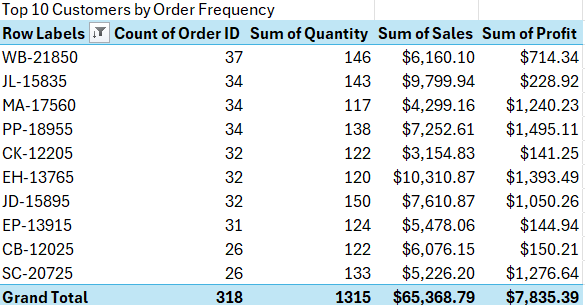 Top 10 Customers by Order Frequency
Row Labels Count of Order ID Sum of Quantity Sum of Sales Sum of Profit
WB-21850 37 146 $6,160.10 $714.34
JL-15835 34 143 $9,799.94 $228.92
MA-17560 34 117 $4,299.16 $1,240.23
PP-18955 34 138 $7,252.61 $1,495.11
CK-12205 32 122 $3,154.83 $141.25
EH-13765 32 120 $10,310.87 $1,393.49
JD-15895 32 150 $7,610.87 $1,050.26
EP-13915 31 124 $5,478.06 $144.94
CB-12025 26 122 $6,076.15 $150.21
SC-20725 26 133 $5,226.20 $1,276.64
Grand Total 318 1315 $65,368.79 $7,835.39